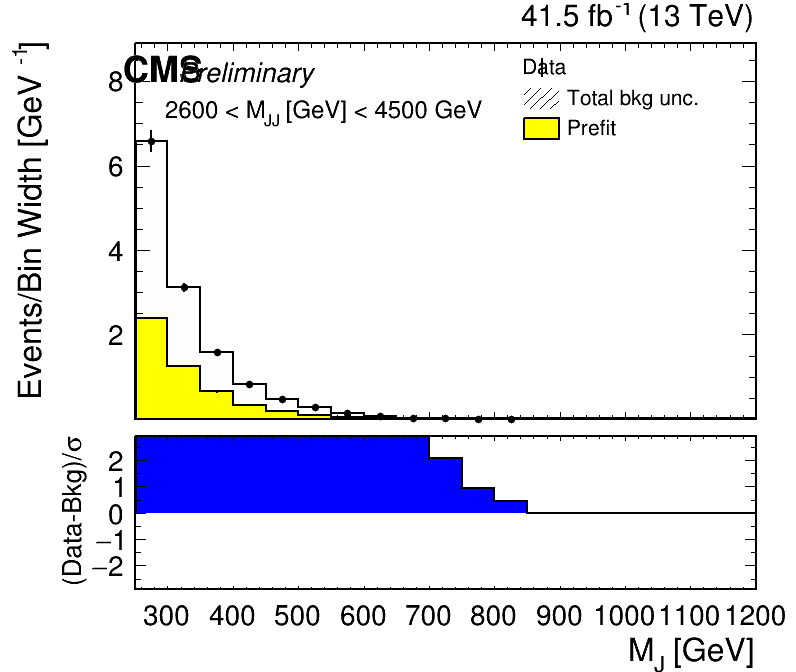 41.5 fb⁻¹ (13 TeV)
CMS Preliminary
2600 < M_JJ [GeV] < 4500 GeV
Data
Total bkg unc.
Prefit
Events/Bin Width [GeV⁻¹]
8
6
4
2
(Data-Bkg)/σ
2
1
0
−1
−2
300 400 500 600 700 800 900 1000 1100 1200
M_J [GeV]